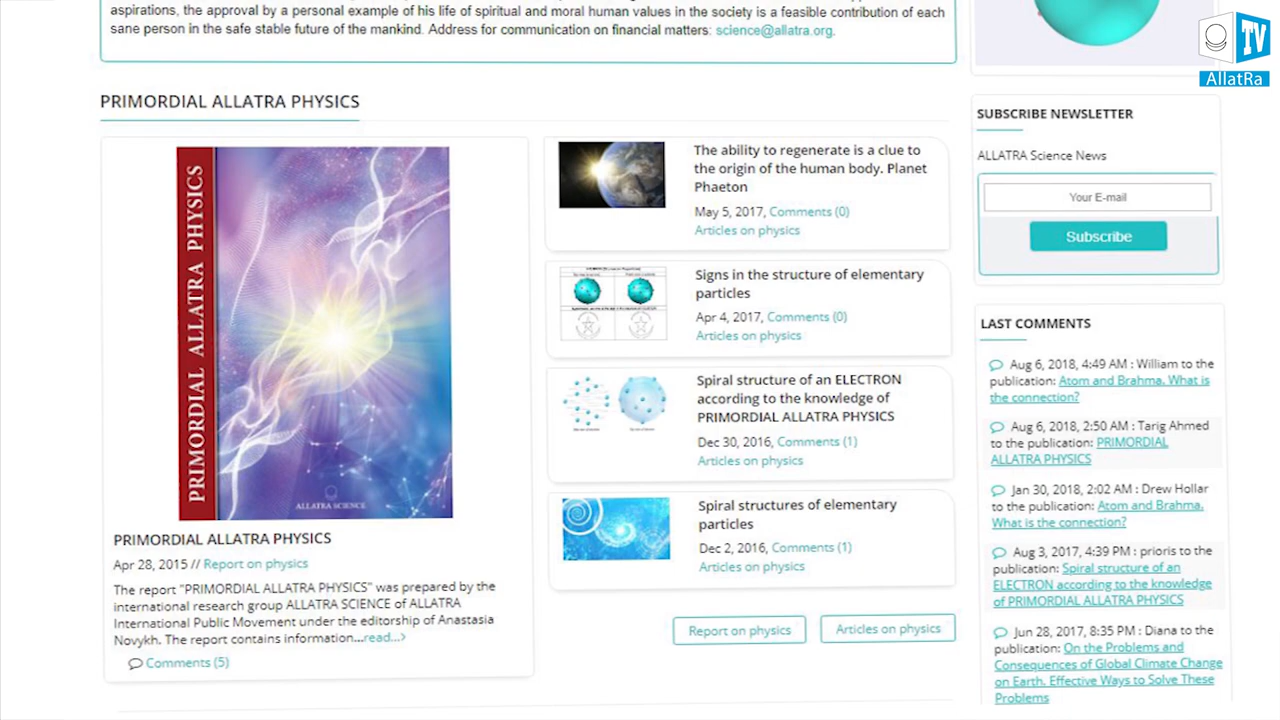 aspirations, the approval by a personal example of his life of spiritual and moral human values in the society is a feasible contribution of each
sane person in the safe stable future of the mankind. Address for communication on financial matters: science@allatra.org.
TV
AllatRa
PRIMORDIAL ALLATRA PHYSICS
PRIMORDIAL ALLATRA PHYSICS
ALLATRA SCIENCE
PRIMORDIAL ALLATRA PHYSICS
Apr 28, 2015 // Report on physics
The report "PRIMORDIAL ALLATRA PHYSICS" was prepared by the
international research group ALLATRA SCIENCE of ALLATRA
International Public Movement under the editorship of Anastasia
Novykh. The report contains information...read...>
Comments (5)
The ability to regenerate is a clue to
the origin of the human body. Planet
Phaeton
May 5, 2017, Comments (0)
Articles on physics
Signs in the structure of elementary
particles
Apr 4, 2017, Comments (0)
Articles on physics
Spiral structure of an ELECTRON
according to the knowledge of
PRIMORDIAL ALLATRA PHYSICS
Dec 30, 2016, Comments (1)
Articles on physics
Spiral structures of elementary
particles
Dec 2, 2016, Comments (1)
Articles on physics
Report on physics
Articles on physics
SUBSCRIBE NEWSLETTER
ALLATRA Science News
Your E-mail
Subscribe
LAST COMMENTS
Aug 6, 2018, 4:49 AM : William to the
publication: Atom and Brahma. What is
the connection?
Aug 6, 2018, 2:50 AM : Tarig Ahmed
to the publication: PRIMORDIAL
ALLATRA PHYSICS
Jan 30, 2018, 2:02 AM : Drew Hollar
to the publication: Atom and Brahma.
What is the connection?
Aug 3, 2017, 4:39 PM : prioris to the
publication: Spiral structure of an
ELECTRON according to the knowledge
of PRIMORDIAL ALLATRA PHYSICS
Jun 28, 2017, 8:35 PM : Diana to the
publication: On the Problems and
Consequences of Global Climate Change
on Earth. Effective Ways to Solve These
Problems